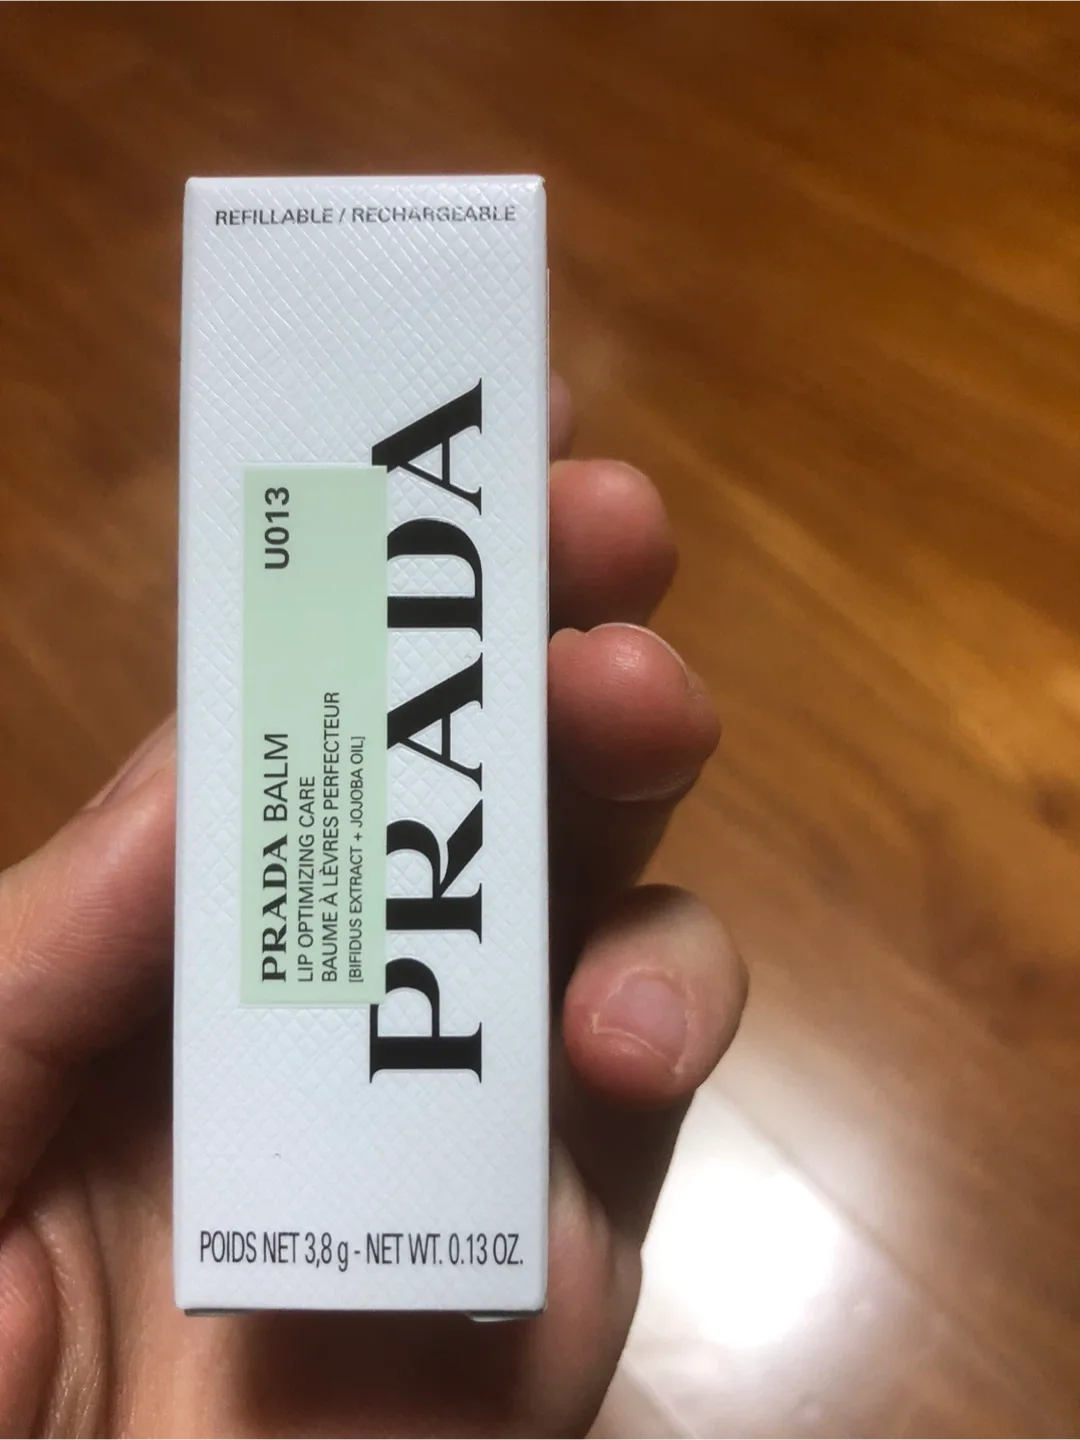 REFILLABLE / RECHARGEABLE
PRADA BALM U013
LIP OPTIMIZING CARE
BAUME À LÈVRES PERFECTEUR
[BIFIDUS EXTRACT + JOJOBA OIL]
PRADA
POIDS NET 3,8 g - NET WT. 0.13 OZ.